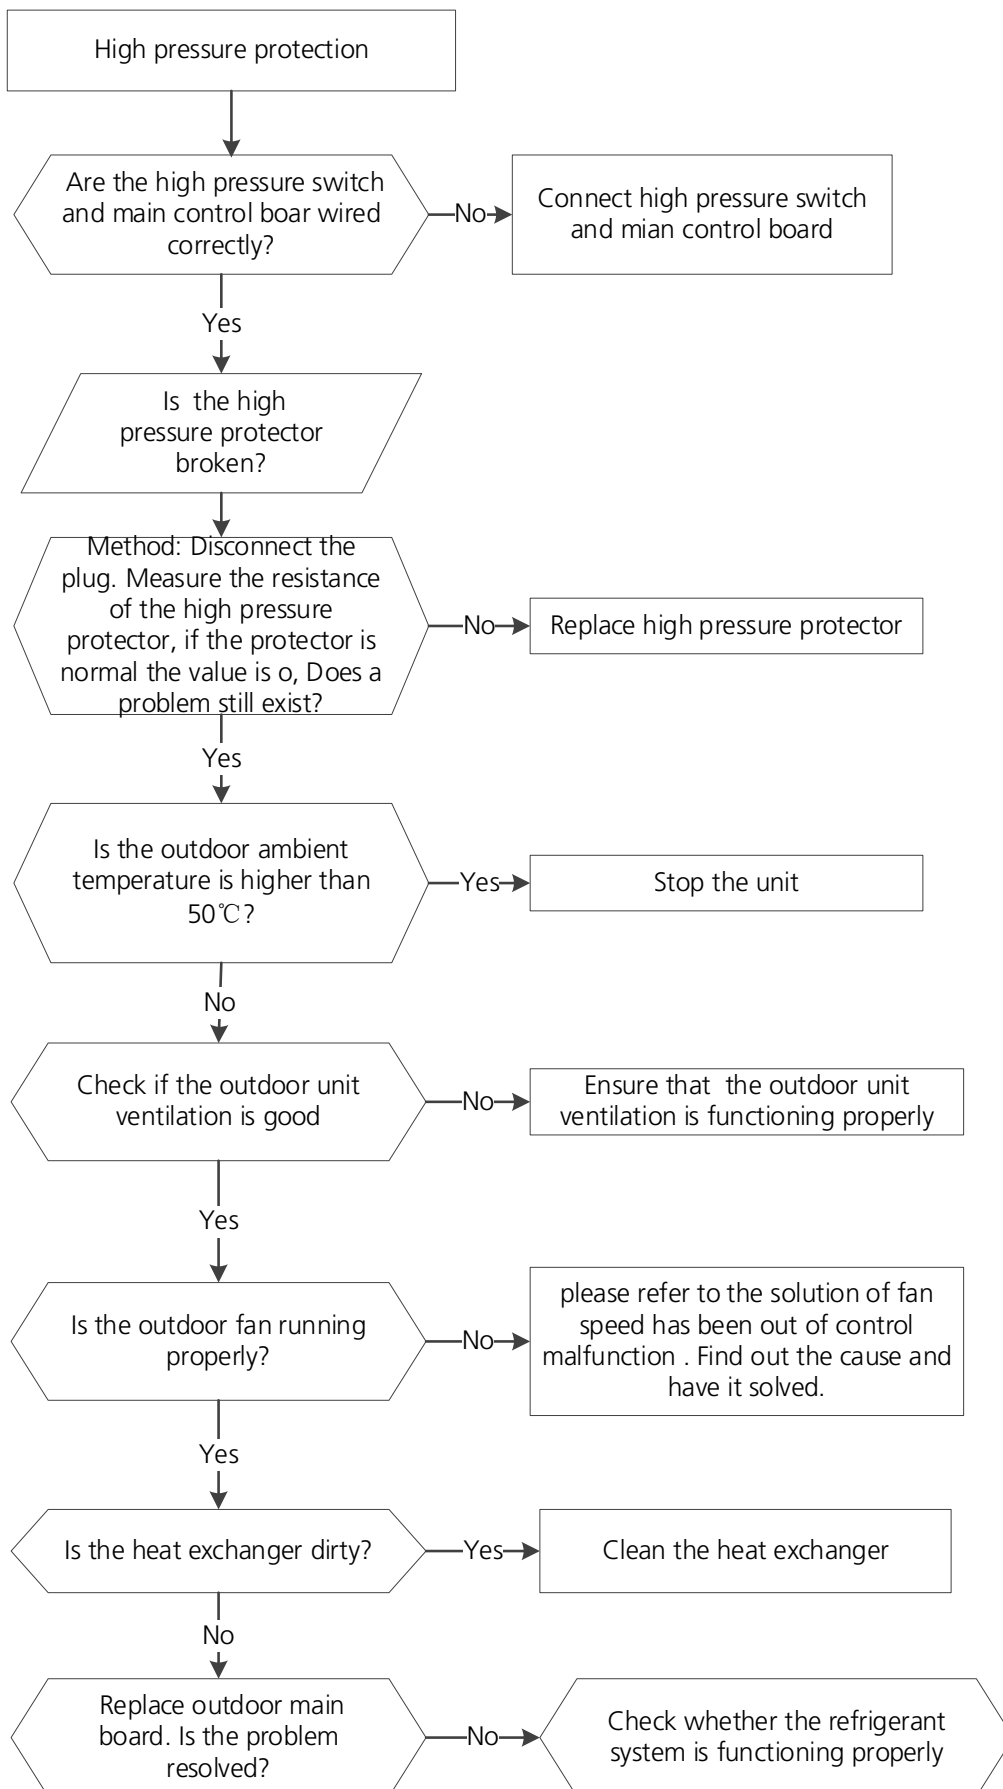 High pressure protection
Are the high pressure switch
and main control boar wired
correctly?
No
Connect high pressure switch
and mian control board
Yes
Is the high
pressure protector
broken?
Method: Disconnect the
plug. Measure the resistance
of the high pressure
protector, if the protector is
normal the value is o, Does a
problem still exist?
No
Replace high pressure protector
Yes
Is the outdoor ambient
temperature is higher than
50℃?
Yes
Stop the unit
No
Check if the outdoor unit
ventilation is good
No
Ensure that the outdoor unit
ventilation is functioning properly
Yes
Is the outdoor fan running
properly?
No
please refer to the solution of fan
speed has been out of control
malfunction . Find out the cause and
have it solved.
Yes
Is the heat exchanger dirty?
Yes
Clean the heat exchanger
No
Replace outdoor main
board. Is the problem
resolved?
No
Check whether the refrigerant
system is functioning properly